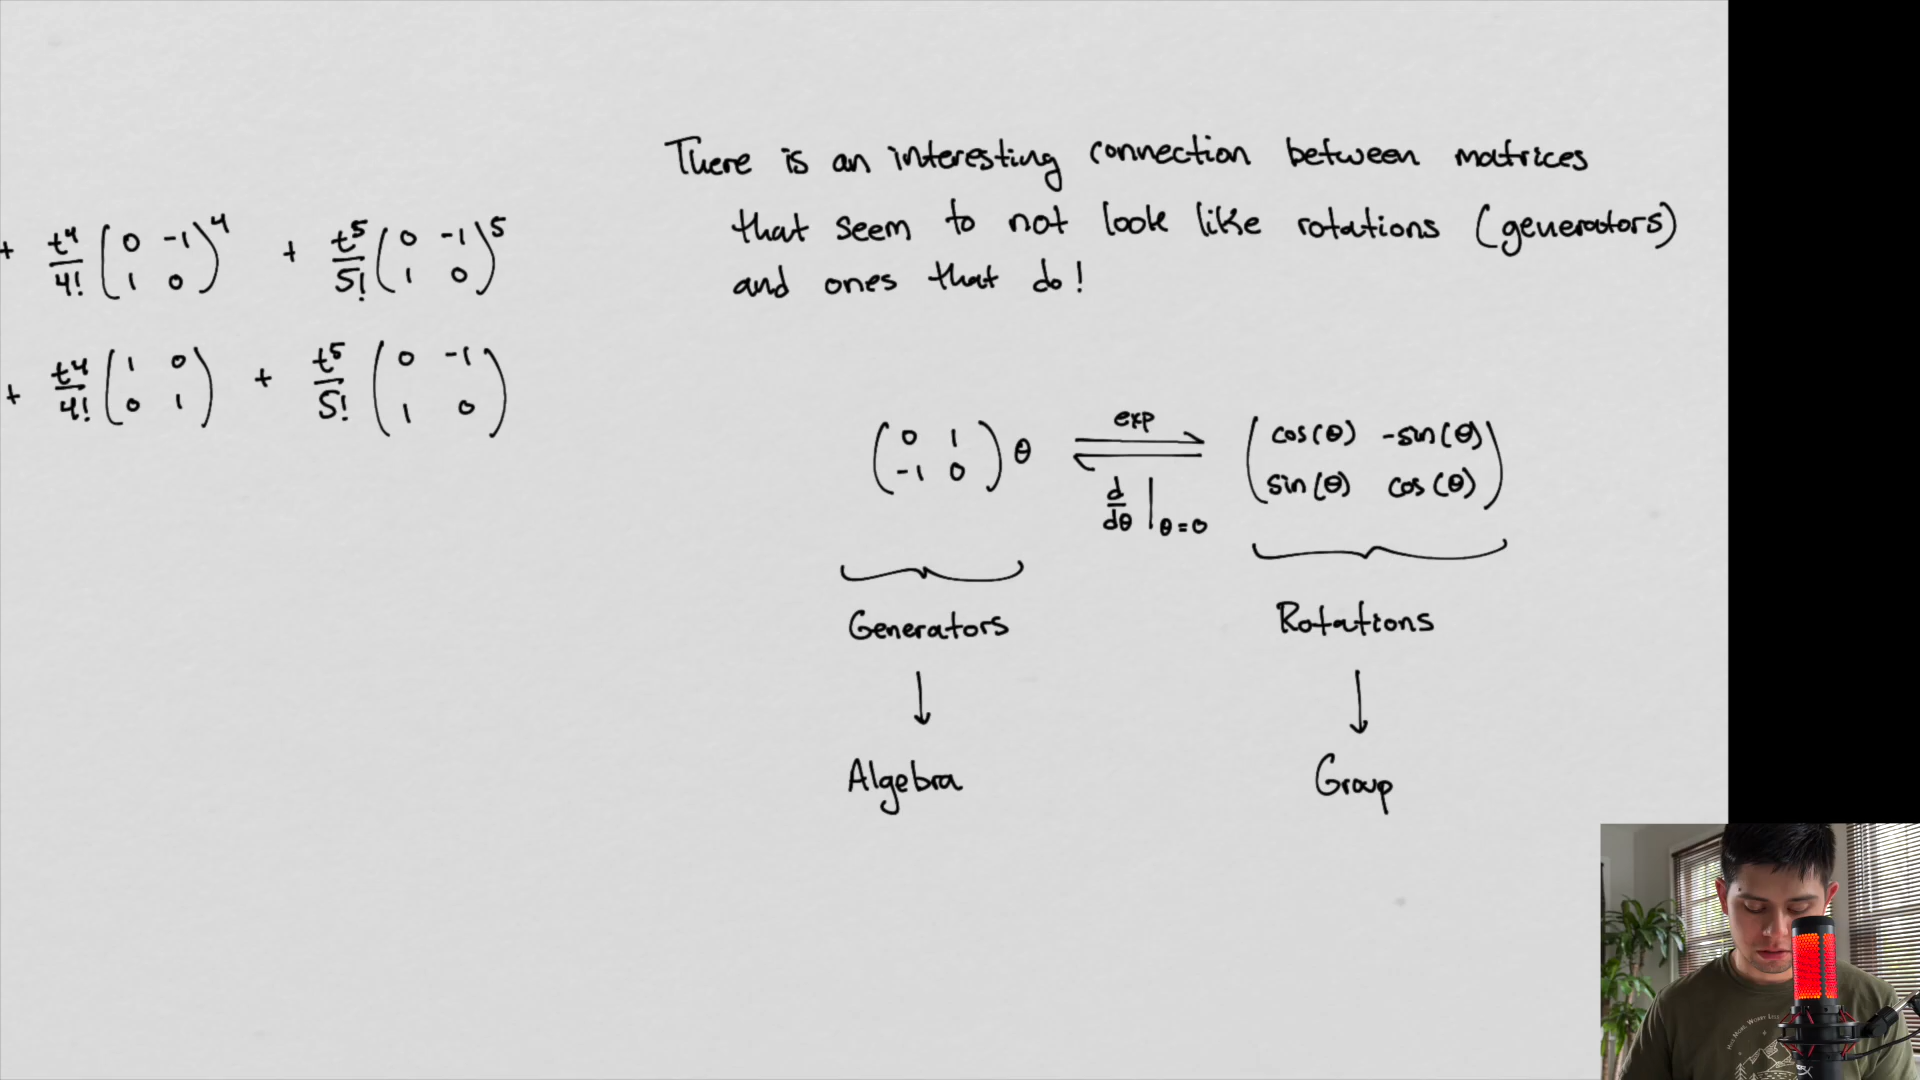 There is an interesting connection between matrices
that seem to not look like rotations (generators)
and ones that do!
+ t⁴/4! (0 -1; 1 0)⁴ + t⁵/5! (0 -1; 1 0)⁵
+ t⁴/4! (1 0; 0 1) + t⁵/5! (0 -1; 1 0)
(0 1; -1 0) θ ⇌ (cos(θ) -sin(θ); sin(θ) cos(θ))
exp
d/dθ |θ=0
Generators Rotations
↓ ↓
Algebra Group